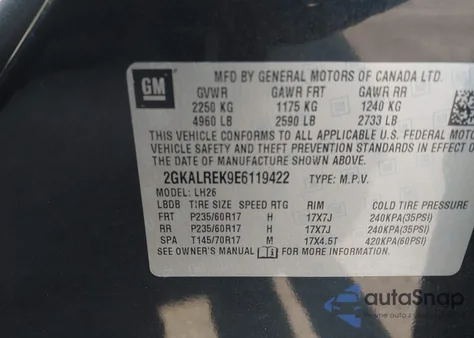 GM
MFD BY GENERAL MOTORS OF CANADA LTD.
GVWR GAWR FRT GAWR RR
2250 KG 1175 KG 1240 KG
4960 LB 2590 LB 2733 LB
THIS VEHICLE CONFORMS TO ALL APPLICABLE U.S. FEDERAL MOTOR
VEHICLE SAFETY, BUMPER, AND THEFT PREVENTION STANDARDS IN EFFECT
ON THE DATE OF MANUFACTURE SHOWN ABOVE.
2GKALREK9E6119422 TYPE: M.P.V.
MODEL: LH26
LBDB TIRE SIZE SPEED RTG RIM COLD TIRE PRESSURE
FRT P235/60R17 H 17X7J 240KPA(35PSI)
RR P235/60R17 H 17X7J 240KPA(35PSI)
SPA T145/70R17 M 17X4.5T 420KPA(60PSI)
SEE OWNER'S MANUAL FOR MORE INFORMATION
autoSnap